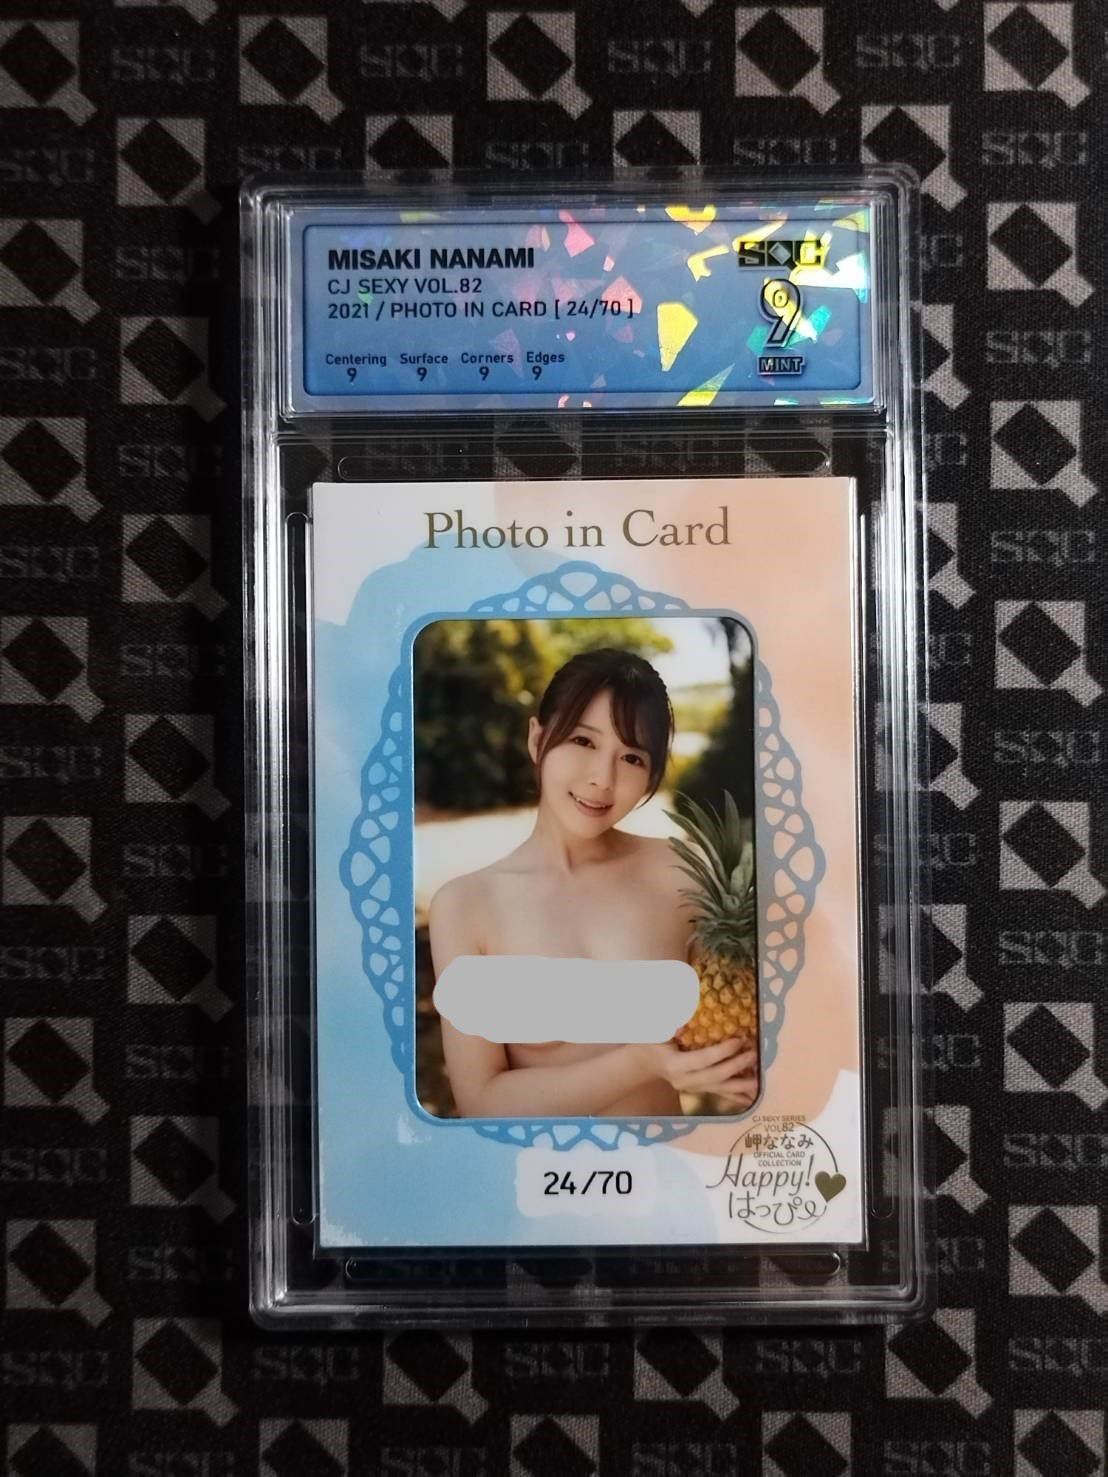 MISAKI NANAMI
CJ SEXY VOL.82
2021 / PHOTO IN CARD [ 24/70 ]
Centering Surface Corners Edges
9 9 9 9
SQC
9
MINT
Photo in Card
24/70
CJ SEXY SERIES
VOL.82
岬ななみ
OFFICIAL CARD
COLLECTION
Happy!
はっぴぃ